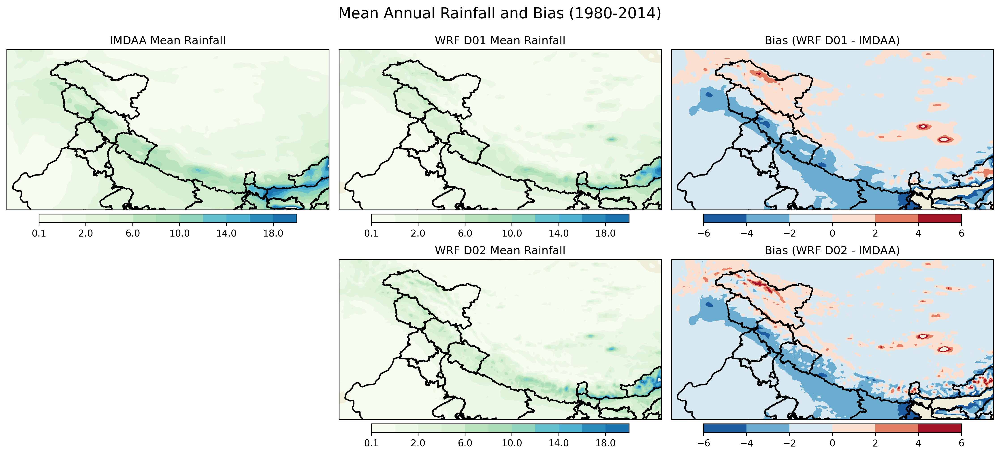 Mean Annual Rainfall and Bias (1980-2014)
IMDAA Mean Rainfall
WRF D01 Mean Rainfall
Bias (WRF D01 - IMDAA)
0.1 2.0 6.0 10.0 14.0 18.0
0.1 2.0 6.0 10.0 14.0 18.0
−6 −4 −2 0 2 4 6
WRF D02 Mean Rainfall
Bias (WRF D02 - IMDAA)
0.1 2.0 6.0 10.0 14.0 18.0
−6 −4 −2 0 2 4 6